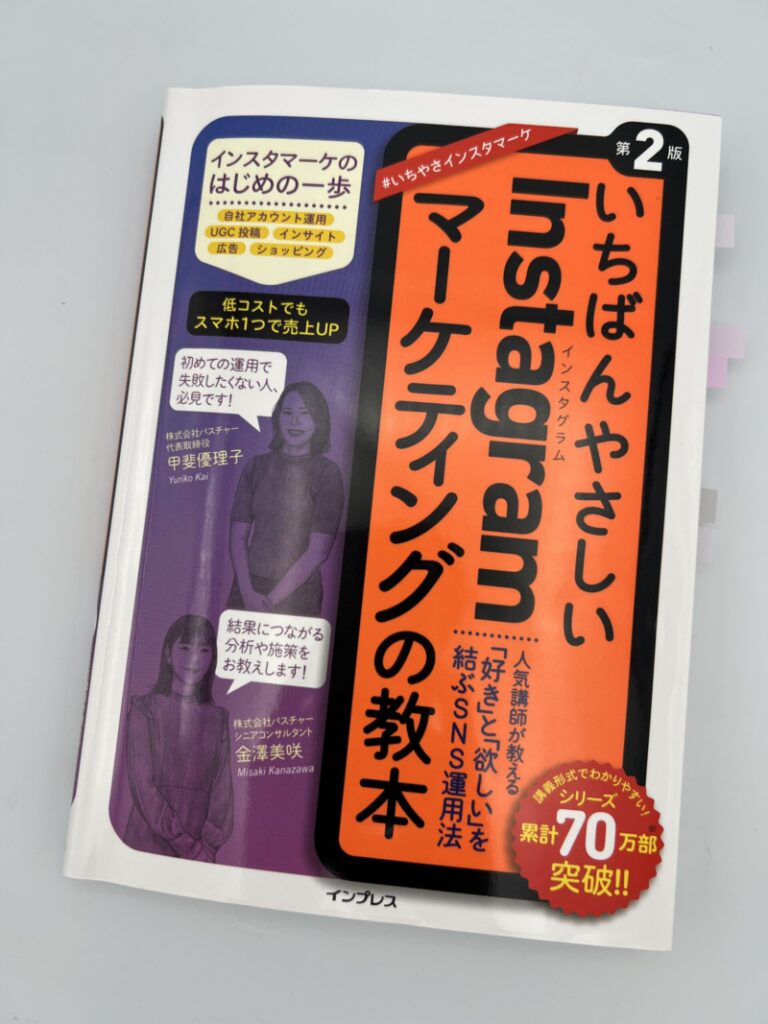 第2版
#いちやさインスタマーケ
いちばんやさしい
Instagram
インスタグラム
マーケティングの教本
人気講師が教える
「好き」と「欲しい」を
結ぶSNS運用法
インスタマーケの
はじめの一歩
自社アカウント運用
UGC投稿 インサイト
広告 ショッピング
低コストでも
スマホ1つで売上UP
初めての運用で
失敗したくない人、
必見です!
株式会社パスチャー
代表取締役
甲斐優理子
Yuriko Kai
結果につながる
分析や施策を
お教えします!
株式会社パスチャー
シニアコンサルタント
金澤美咲
Misaki Kanazawa
講義形式でわかりやすい!
シリーズ
累計70万部※
突破!!
インプレス